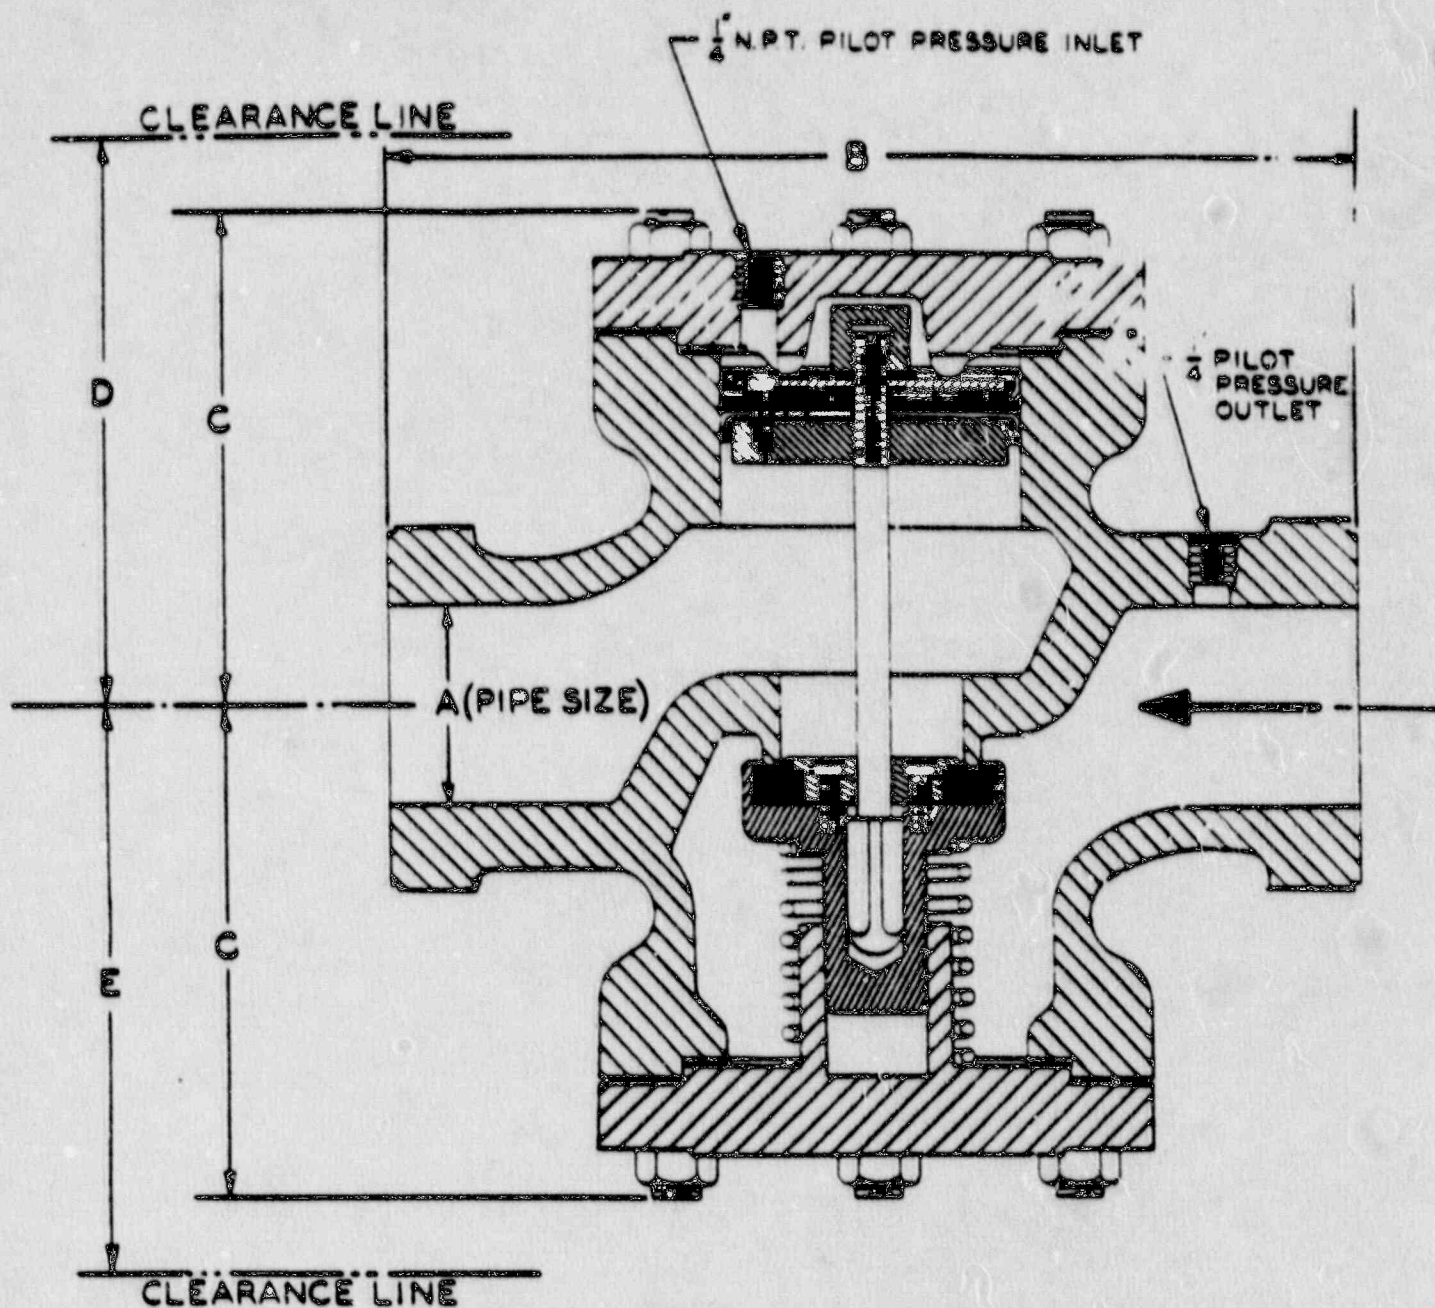 1/4" N.P.T. PILOT PRESSURE INLET
CLEARANCE LINE
B
1/4 PILOT
PRESSURE
OUTLET
D
C
A (PIPE SIZE)
C
E
CLEARANCE LINE